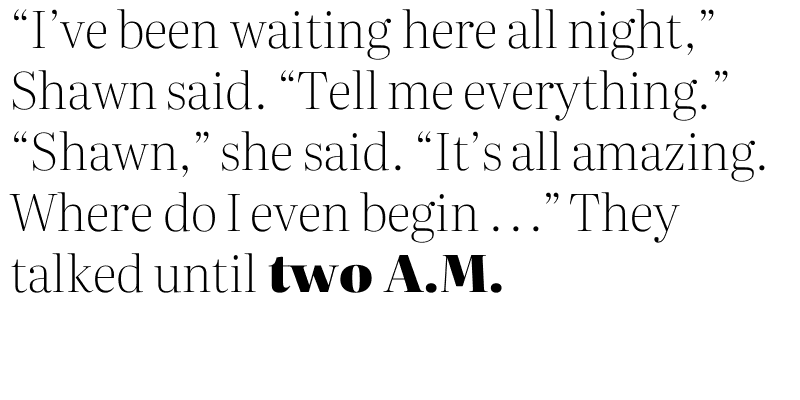 “I’ve been waiting here all night,”
Shawn said. “Tell me everything.”
“Shawn,” she said. “It’s all amazing.
Where do I even begin . . .” They
talked until two A.M.